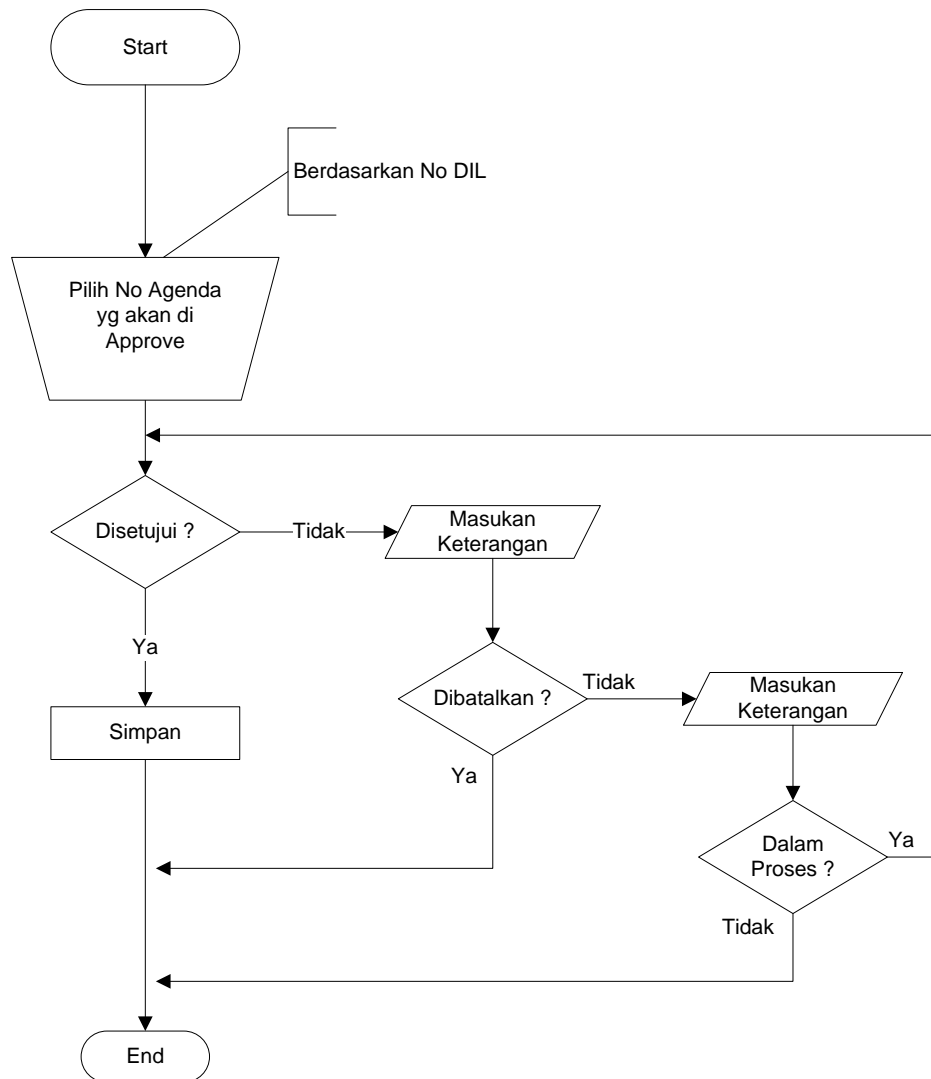 Start
Berdasarkan No DIL
Pilih No Agenda
yg akan di
Approve
Disetujui ?
Tidak
Masukan
Keterangan
Ya
Dibatalkan ?
Tidak
Masukan
Keterangan
Simpan
Ya
Dalam
Proses ?
Ya
Tidak
End